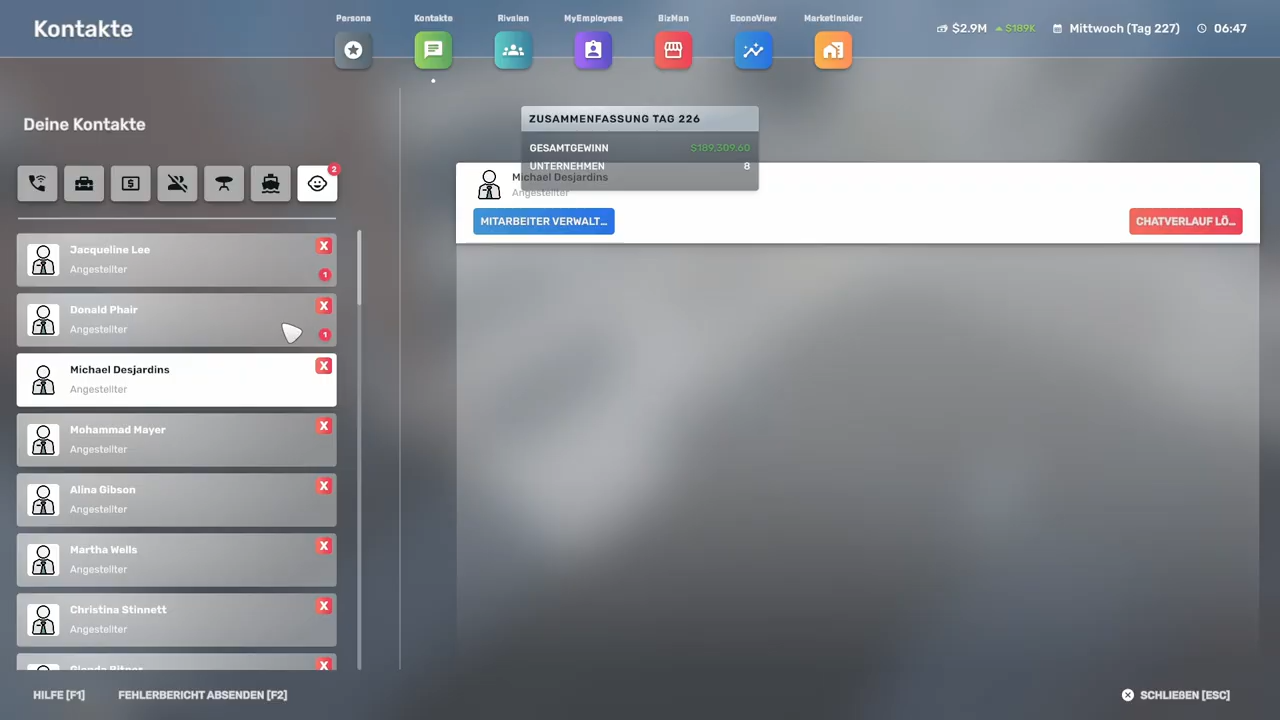 Kontakte
Persona
Kontakte
Rivalen
MyEmployees
BizMan
EconoView
MarketInsider
$2.9M
$189K
Mittwoch (Tag 227)
06:47
Deine Kontakte
2
ZUSAMMENFASSUNG TAG 226
GESAMTGEWINN $189,309.60
UNTERNEHMEN 8
Michael Desjardins
Angestellter
MITARBEITER VERWALT...
CHATVERLAUF LÖ...
Jacqueline Lee
X
Angestellter
1
Donald Phair
X
Angestellter
1
Michael Desjardins
X
Angestellter
Mohammad Mayer
X
Angestellter
Alina Gibson
X
Angestellter
Martha Wells
X
Angestellter
Christina Stinnett
X
Angestellter
X
HILFE [F1]
FEHLERBERICHT ABSENDEN [F2]
SCHLIEßEN [ESC]